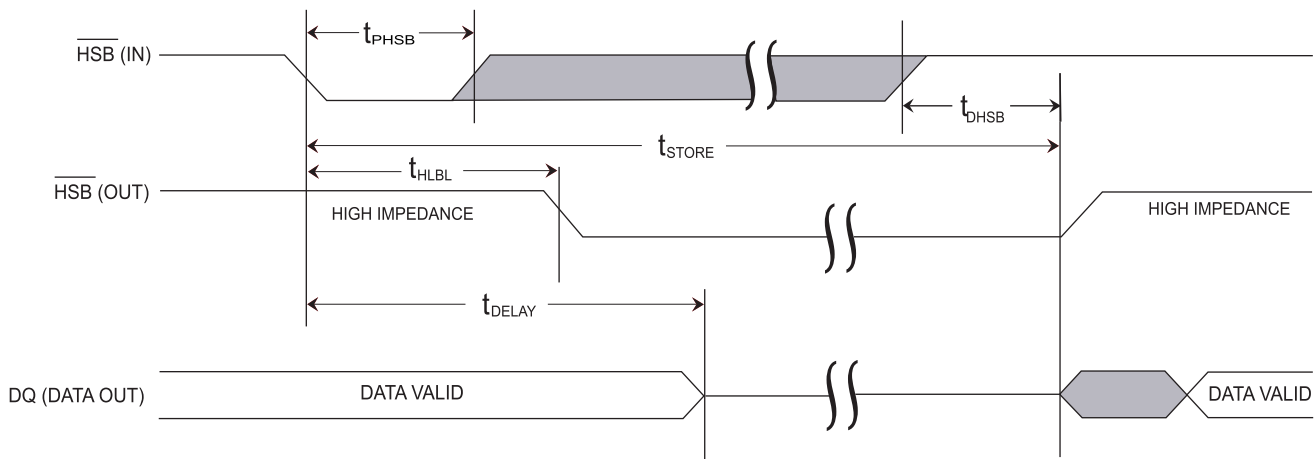 tPHSB
HSB (IN)
tDHSB
tSTORE
tHLBL
HSB (OUT)
HIGH IMPEDANCE
HIGH IMPEDANCE
tDELAY
DQ (DATA OUT)
DATA VALID
DATA VALID